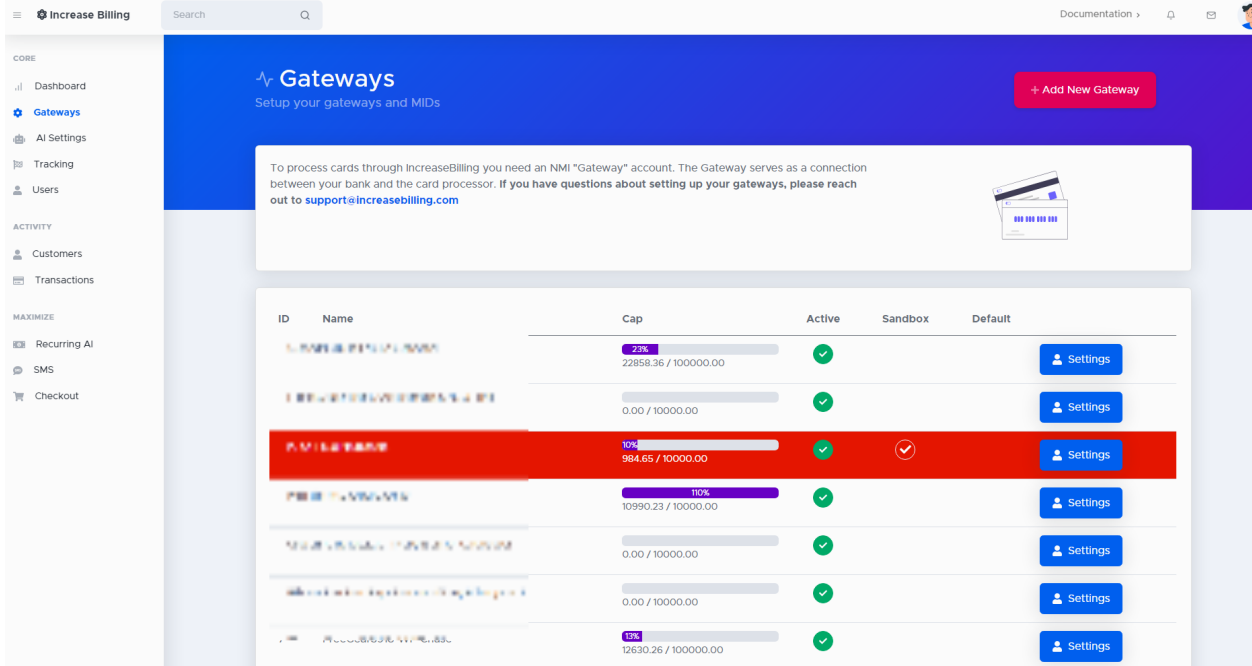 Increase Billing
Search
Documentation ›
CORE
Dashboard
Gateways
AI Settings
Tracking
Users
ACTIVITY
Customers
Transactions
MAXIMIZE
Recurring AI
SMS
Checkout
Gateways
Setup your gateways and MIDs
+ Add New Gateway
To process cards through IncreaseBilling you need an NMI "Gateway" account. The Gateway serves as a connection
between your bank and the card processor. If you have questions about setting up your gateways, please reach
out to support@increasebilling.com
ID Name Cap Active Sandbox Default
23%
22858.36 / 100000.00
Settings
0.00 / 10000.00
Settings
10%
984.65 / 10000.00
Settings
110%
10990.23 / 10000.00
Settings
0.00 / 10000.00
Settings
0.00 / 10000.00
Settings
13%
12630.26 / 100000.00
Settings